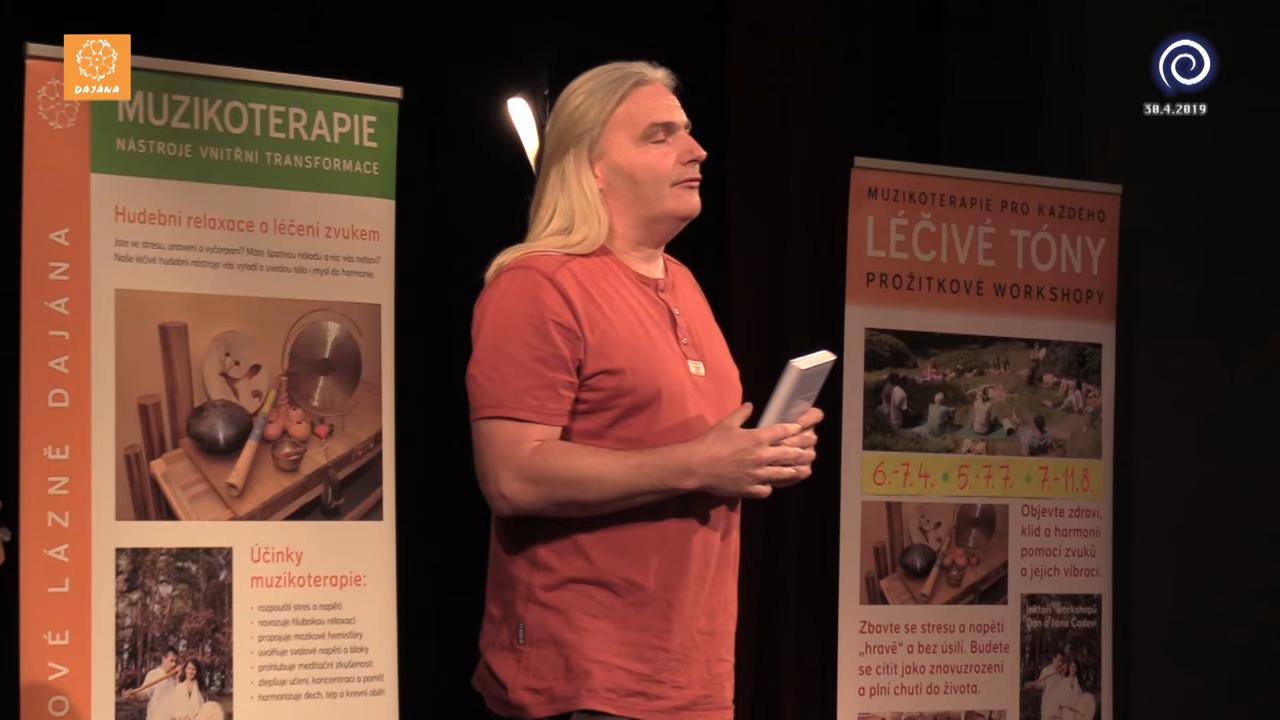 DAJÁNA
30.4.2019
OVÉ LÁZNĚ DAJÁNA
MUZIKOTERAPIE
NÁSTROJE VNITŘNÍ TRANSFORMACE
Hudební relaxace a léčení zvukem
Jste ve stresu, unavení a vyčerpaní? Máte špatnou náladu a nic vás nebaví?
Naše léčivé hudební nástroje vás vyladí a uvedou tělo i mysl do harmonie.
Účinky
muzikoterapie:
• rozpouští stres a napětí
• navozuje hlubokou relaxaci
• propojuje mozkové hemisféry
• uvolňuje svalové napětí a bloky
• prohlubuje meditační zkušenosti
• zlepšuje učení, koncentraci a paměť
• harmonizuje dech, tep a krevní oběh
MUZIKOTERAPIE PRO KAŽDÉHO
LÉČIVÉ TÓNY
PROŽITKOVÉ WORKSHOPY
6.-7.4. • 5.-7.7. • 7.-11.8.
Objevte zdraví,
klid a harmonii
pomocí zvuků
a jejich vibrací.
Zbavte se stresu a napětí
„hravě“ a bez úsilí. Budete
se cítit jako znovuzrození
a plní chuti do života.
lektoři workshopů
Dan a Jana Čadovi